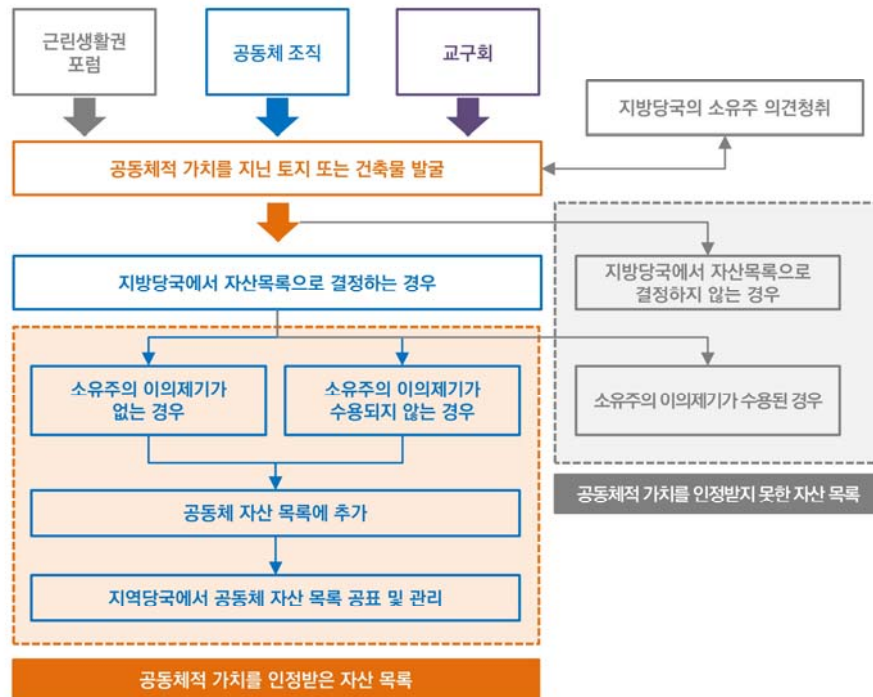 근린생활권
포럼
공동체 조직
교구회
지방당국의 소유주 의견청취
공동체적 가치를 지닌 토지 또는 건축물 발굴
지방당국에서 자산목록으로 결정하는 경우
지방당국에서 자산목록으로
결정하지 않는 경우
소유주의 이의제기가
없는 경우
소유주의 이의제기가
수용되지 않는 경우
소유주의 이의제기가 수용된 경우
공동체적 가치를 인정받지 못한 자산 목록
공동체 자산 목록에 추가
지역당국에서 공동체 자산 목록 공표 및 관리
공동체적 가치를 인정받은 자산 목록